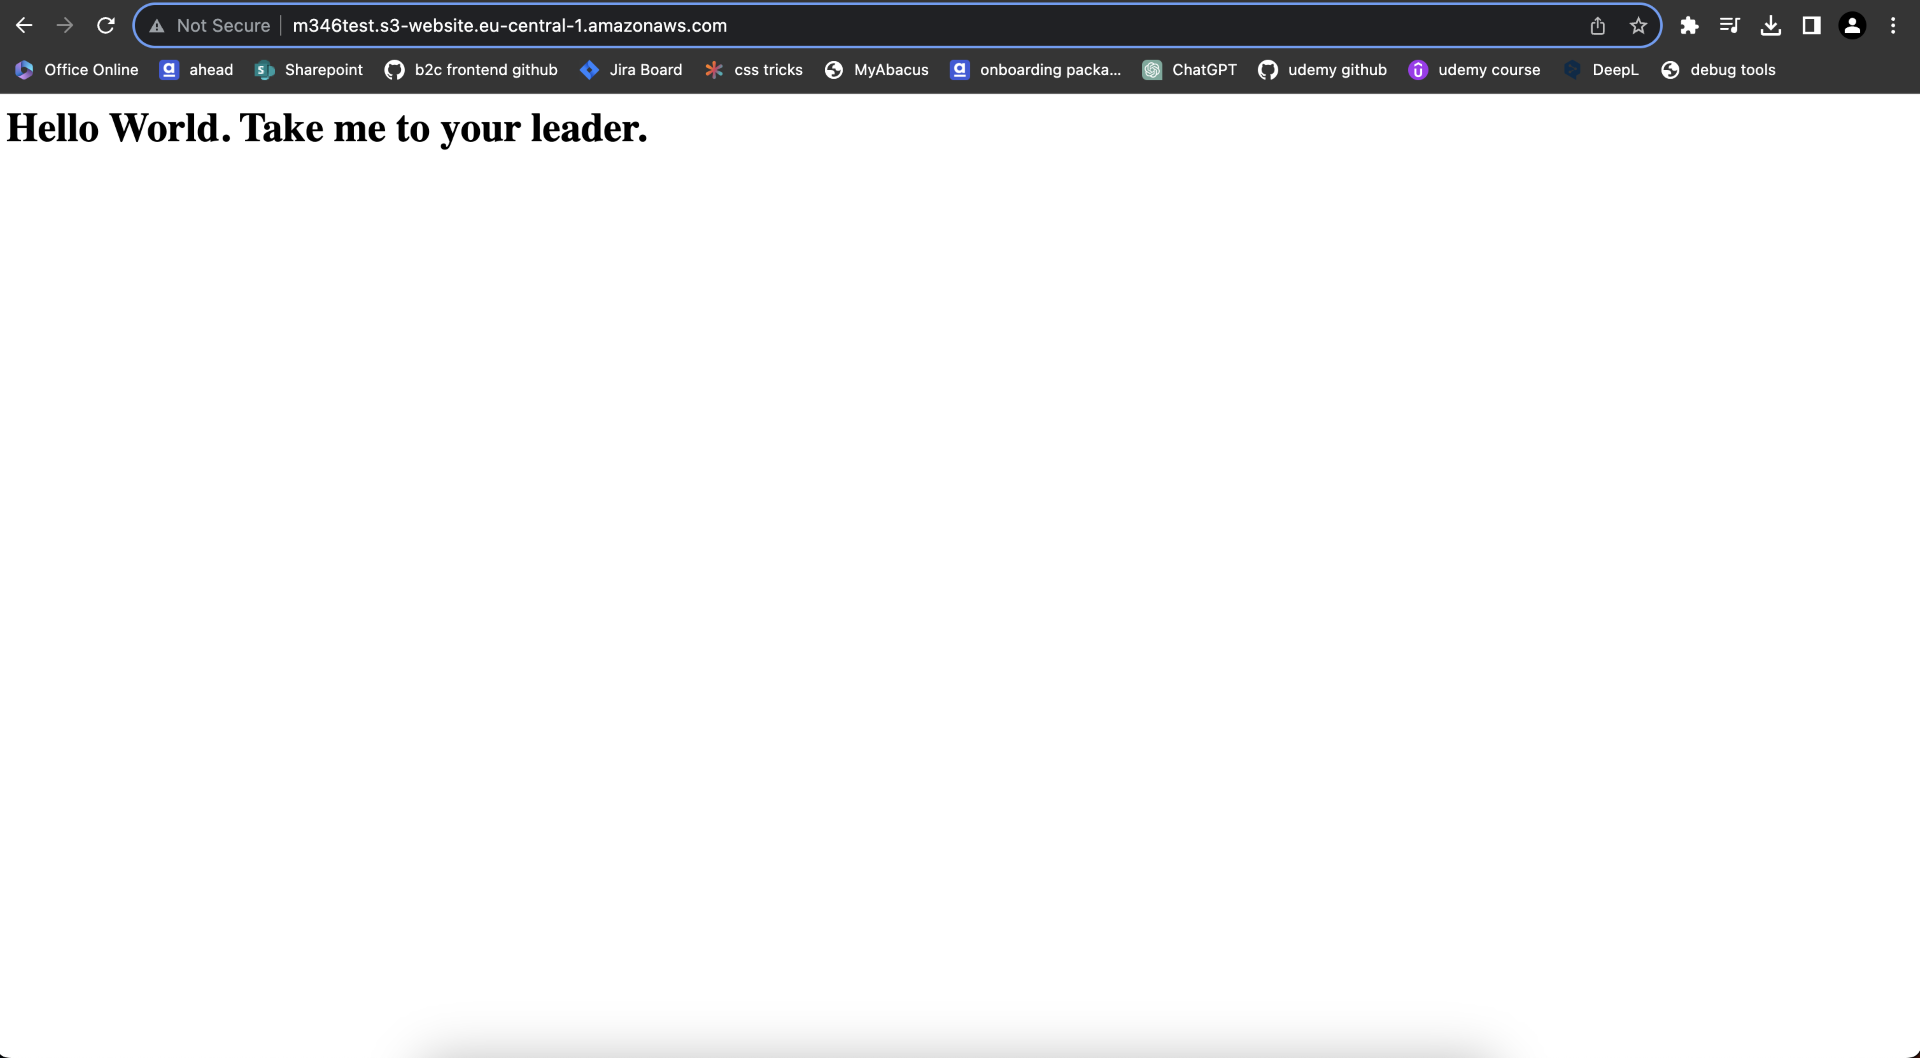 Not Secure m346test.s3-website.eu-central-1.amazonaws.com
Office Online ahead Sharepoint b2c frontend github Jira Board css tricks MyAbacus onboarding packa... ChatGPT udemy github udemy course DeepL debug tools
Hello World. Take me to your leader.